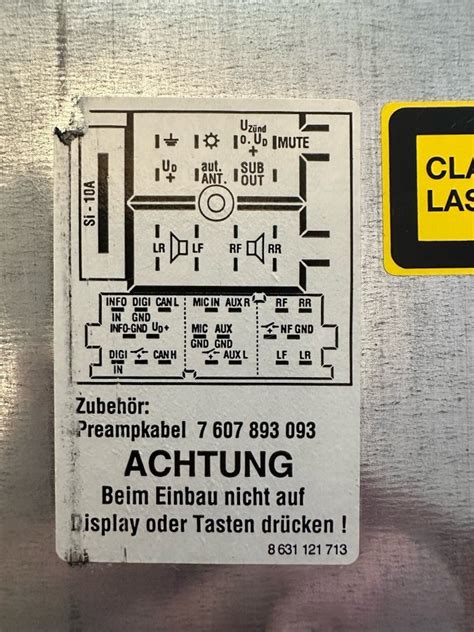 UZünd
o. UD MUTE
+
UD aut. SUB
+ ANT. OUT
Si - 10A
LR LF RF RR
INFO DIGI CAN L MIC IN AUX R RF RR
IN GND
INFO-GND UD+ MIC AUX NF GND
GND GND
DIGI CAN H AUX L LF LR
IN
Zubehör:
Preampkabel 7 607 893 093
ACHTUNG
Beim Einbau nicht auf
Display oder Tasten drücken !
8 631 121 713
CLA
LAS